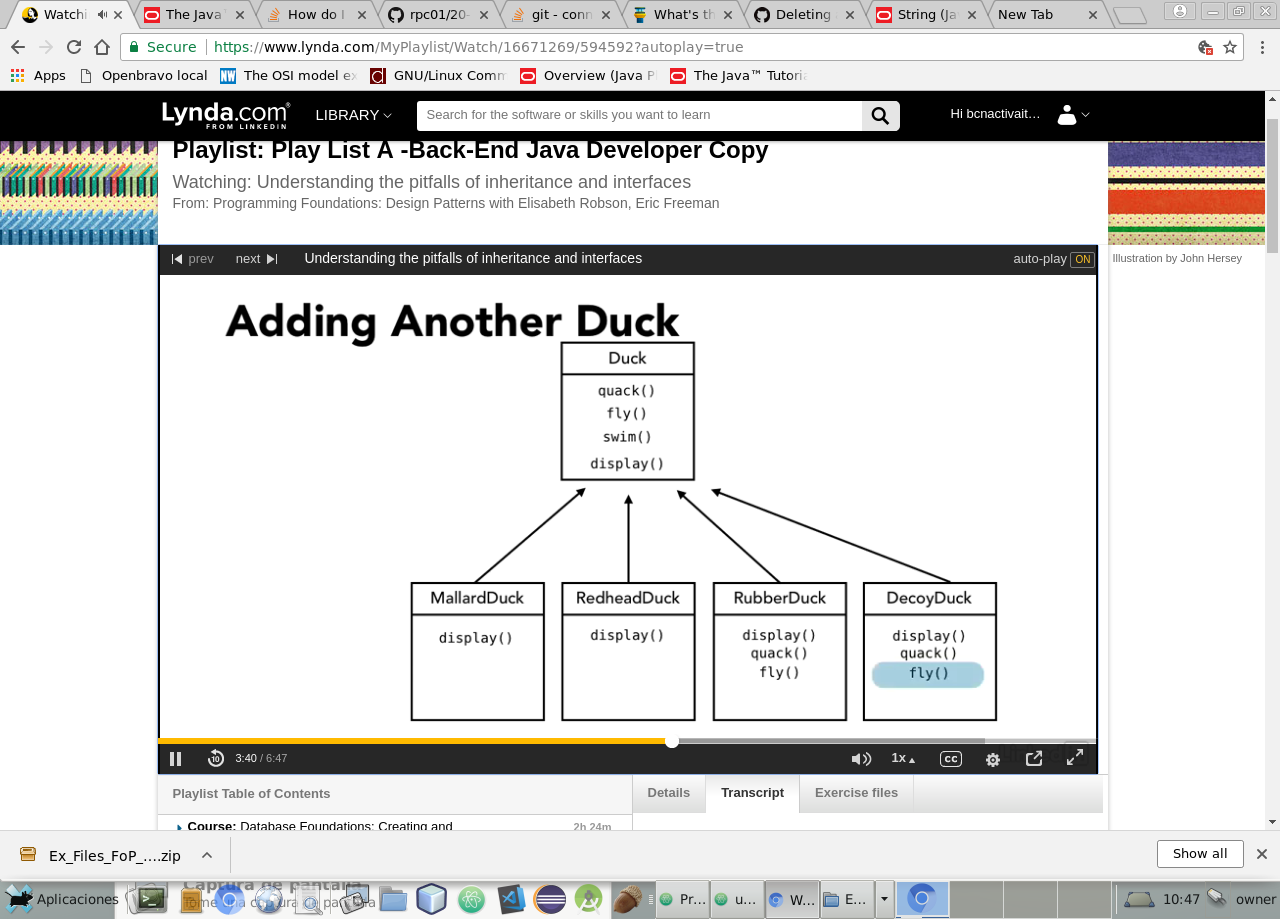 Watchi
The Java
How do I
rpc01/20-
git - conn
What's th
Deleting
String (Ja
New Tab
Secure
https://www.lynda.com/MyPlaylist/Watch/16671269/594592?autoplay=true
Apps
Openbravo local
The OSI model ex
GNU/Linux Comm
Overview (Java P
The Java™ Tutoria
Lynda.com
FROM LINKEDIN
LIBRARY
Search for the software or skills you want to learn
Hi bcnactivait...
Playlist: Play List A -Back-End Java Developer Copy
Watching: Understanding the pitfalls of inheritance and interfaces
From: Programming Foundations: Design Patterns with Elisabeth Robson, Eric Freeman
Illustration by John Hersey
prev
next
Understanding the pitfalls of inheritance and interfaces
auto-play ON
Adding Another Duck
Duck
quack()
fly()
swim()
display()
MallardDuck
display()
RedheadDuck
display()
RubberDuck
display()
quack()
fly()
DecoyDuck
display()
quack()
fly()
10
3:40 / 6:47
1x
cc
Playlist Table of Contents
Details
Transcript
Exercise files
Course: Database Foundations: Creating and
2h 24m
Ex_Files_FoP_....zip
Show all
Aplicaciones
Captura de pantalla
Tome una captura de pantalla
Pr...
u...
W...
E...
10:47
owner